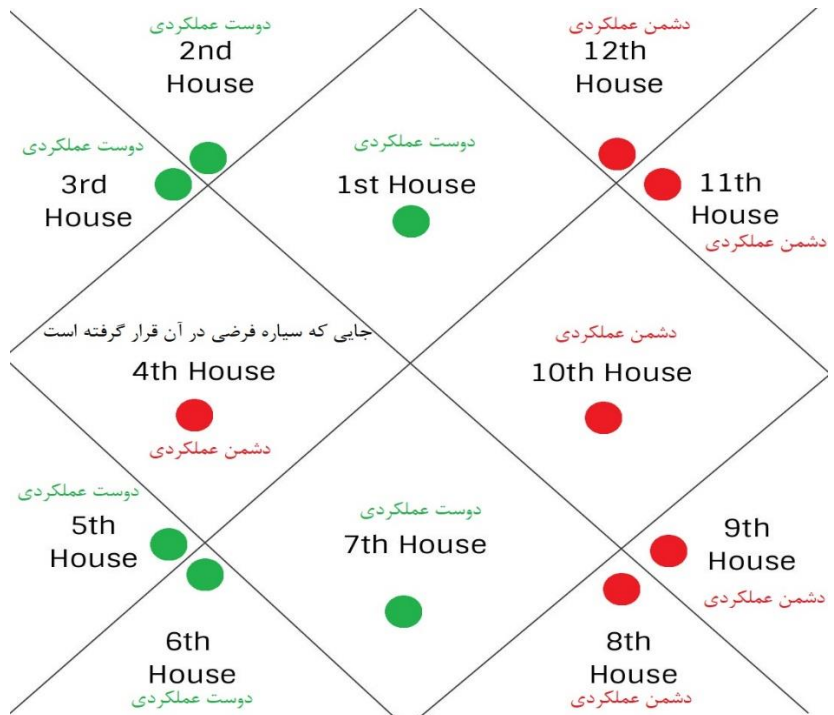 دوست عملکردی
2nd
House
دشمن عملکردی
12th
House
دوست عملکردی
3rd
House
دوست عملکردی
1st House
11th
House
دشمن عملکردی
جایی که سیاره فرضی در آن قرار گرفته است
4th House
دشمن عملکردی
دشمن عملکردی
10th House
دوست عملکردی
5th
House
دوست عملکردی
7th House
9th
House
دشمن عملکردی
6th
House
دوست عملکردی
8th
House
دشمن عملکردی